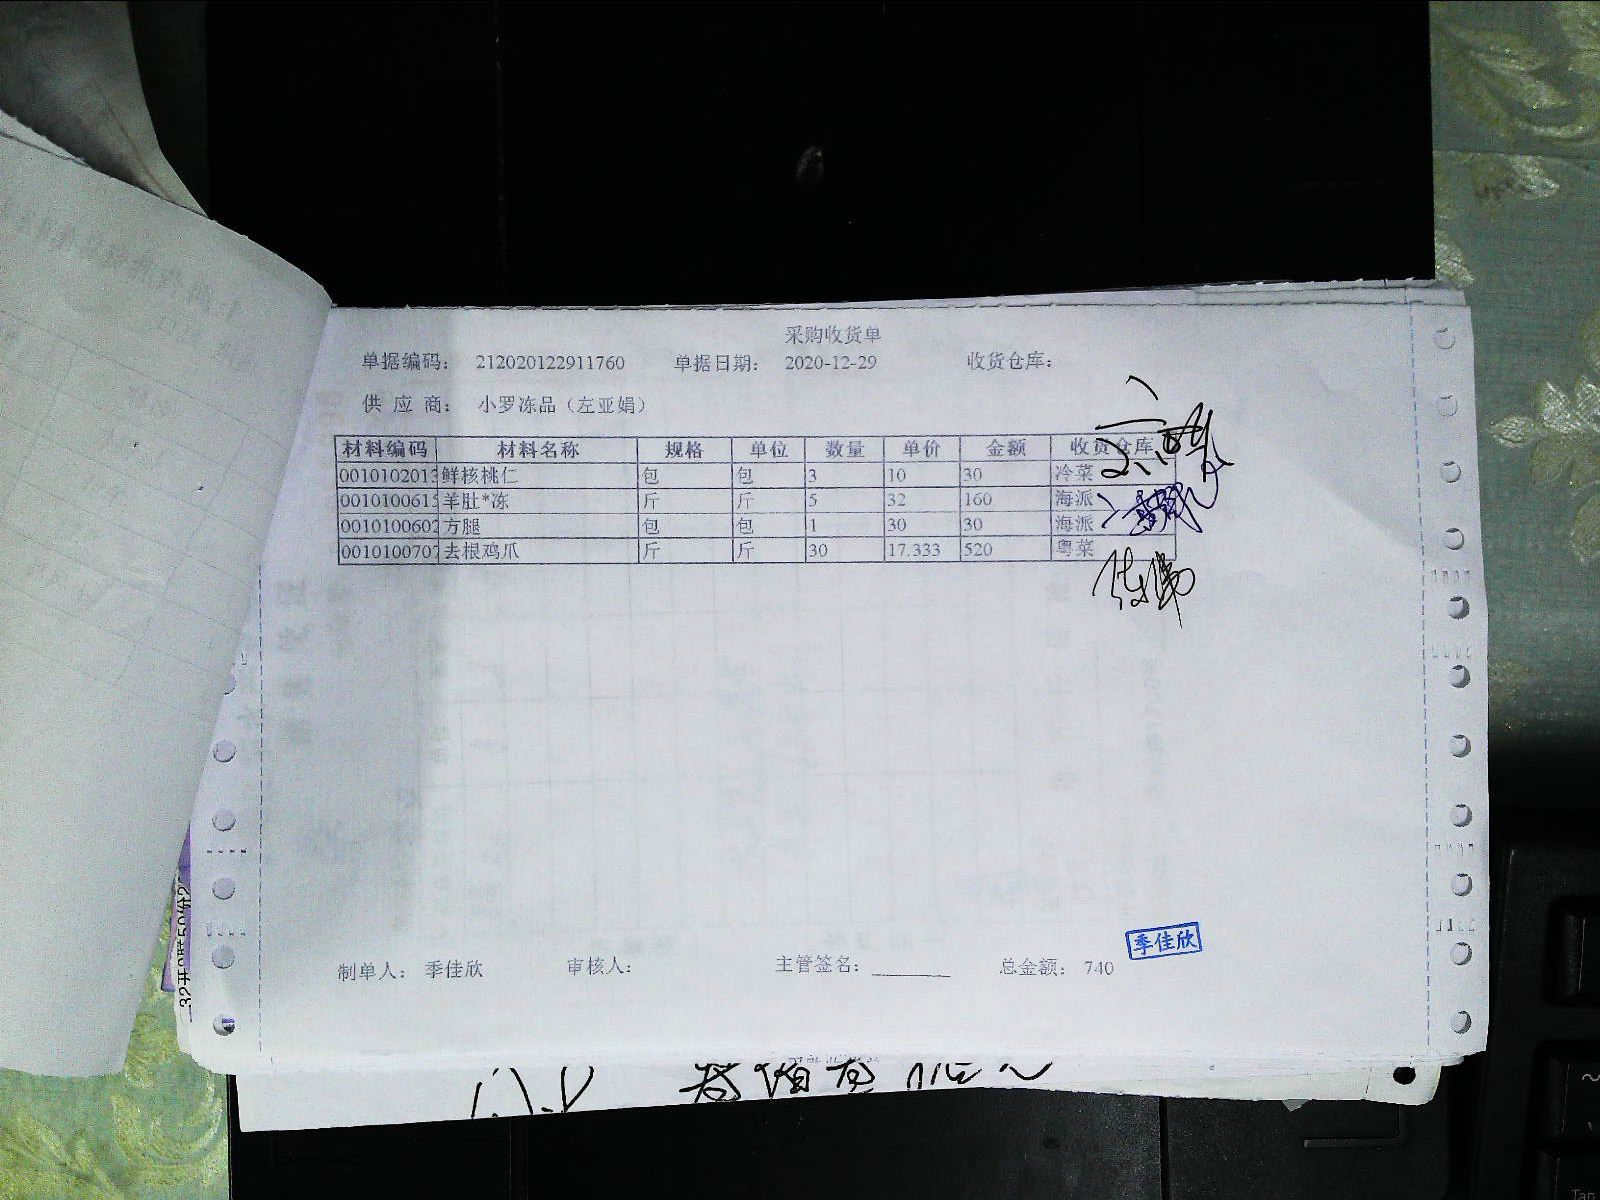 采购收货单
单据编码： 212020122911760 单据日期： 2020-12-29 收货仓库：
供 应 商： 小罗冻品（左亚娟）
材料编码 材料名称 规格 单位 数量 单价 金额 收货仓库
0010102013 鲜核桃仁 包 包 3 10 30 冷菜
0010100615 羊肚*冻 斤 斤 5 32 160 海派
0010100602 方腿 包 包 1 30 30 海派
0010100707 去根鸡爪 斤 斤 30 17.333 520 粤菜
季佳欣
制单人： 季佳欣 审核人： 主管签名： 总金额： 740